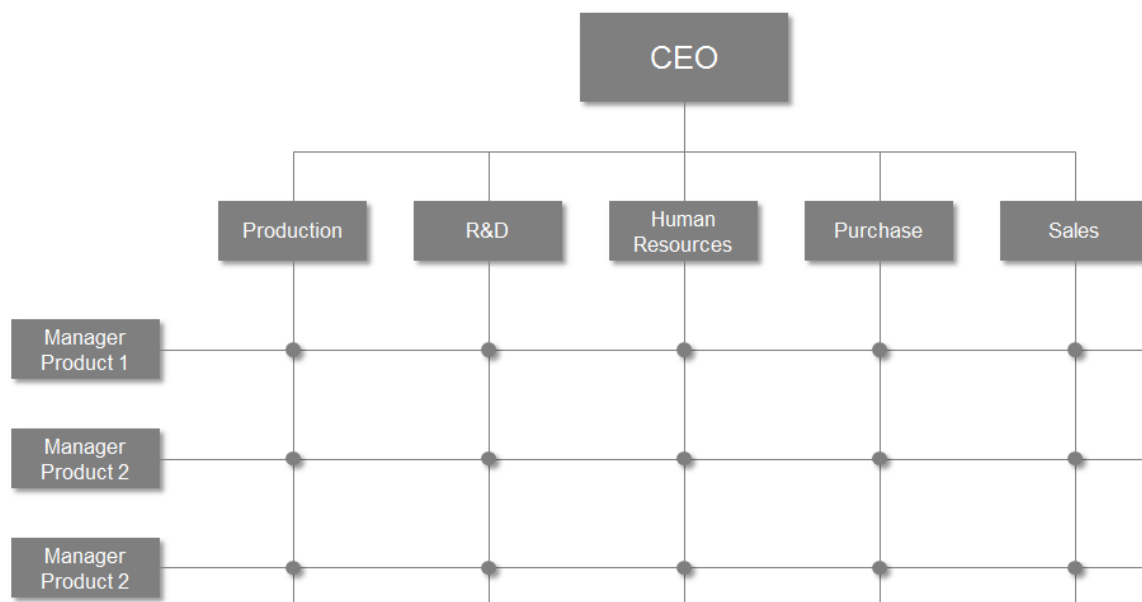 CEO
Production
R&D
Human
Resources
Purchase
Sales
Manager
Product 1
Manager
Product 2
Manager
Product 2